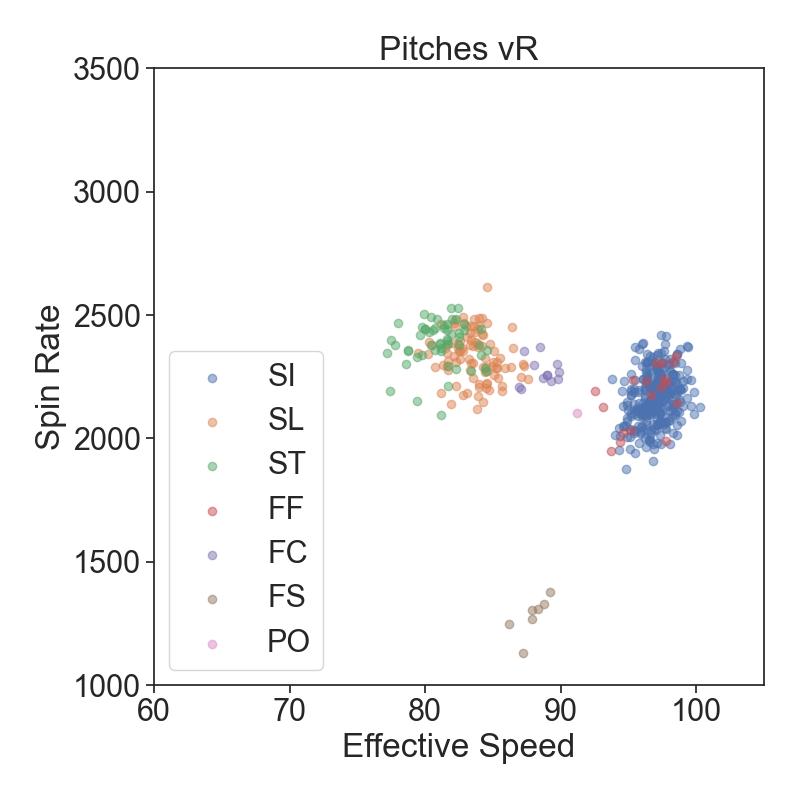 Pitches vR
3500
3000
2500
2000
1500
1000
Spin Rate
SI
SL
ST
FF
FC
FS
PO
60 70 80 90 100
Effective Speed